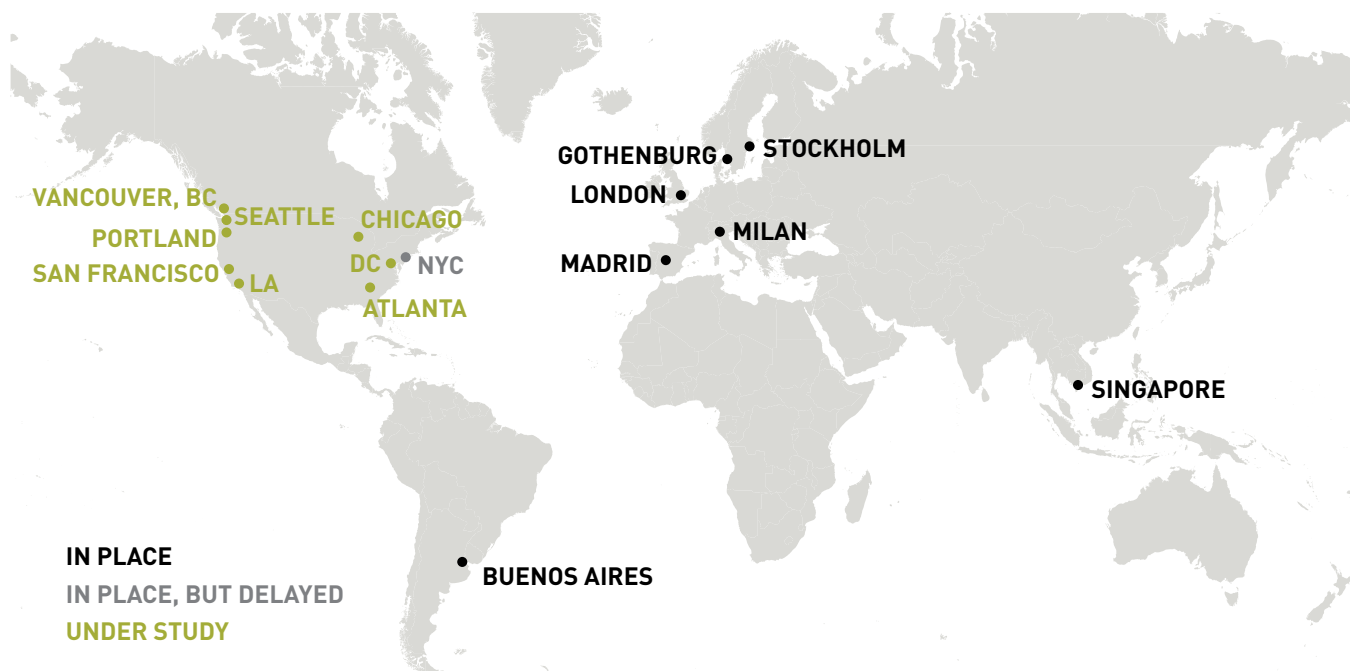 GOTHENBURG
STOCKHOLM
LONDON
VANCOUVER, BC
SEATTLE
CHICAGO
PORTLAND
MILAN
DC
NYC
MADRID
SAN FRANCISCO
LA
ATLANTA
SINGAPORE
IN PLACE
BUENOS AIRES
IN PLACE, BUT DELAYED
UNDER STUDY